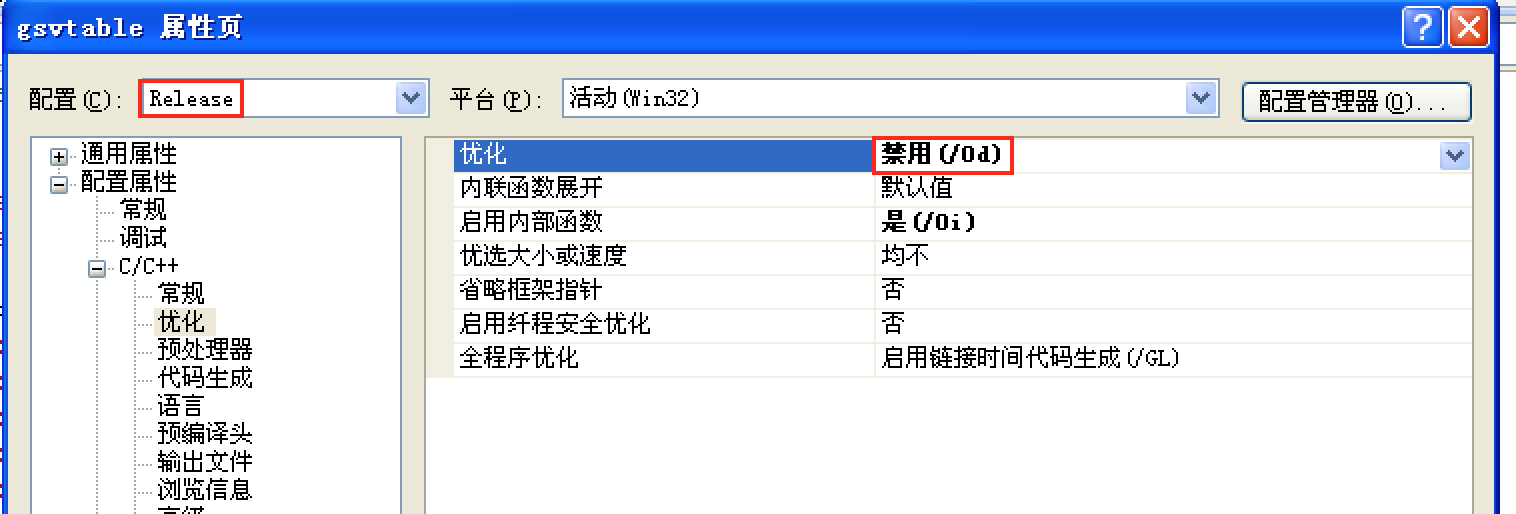 gsvtable 属性页
配置(C): Release 平台(P): 活动(Win32) 配置管理器(O)...
通用属性
配置属性
常规
调试
C/C++
常规
优化
预处理器
代码生成
语言
预编译头
输出文件
浏览信息
优化 禁用(/Od)
内联函数展开 默认值
启用内部函数 是(/Oi)
优选大小或速度 均不
省略框架指针 否
启用纤程安全优化 否
全程序优化 启用链接时间代码生成(/GL)